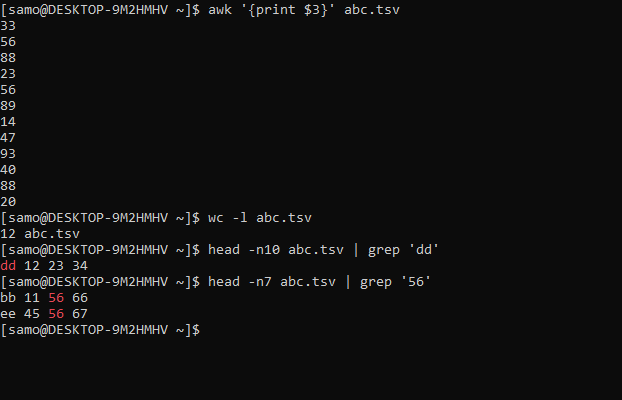 [samo@DESKTOP-9M2HMHV ~]$ awk '{print $3}' abc.tsv
33
56
88
23
56
89
14
47
93
40
88
20
[samo@DESKTOP-9M2HMHV ~]$ wc -l abc.tsv
12 abc.tsv
[samo@DESKTOP-9M2HMHV ~]$ head -n10 abc.tsv | grep 'dd'
dd 12 23 34
[samo@DESKTOP-9M2HMHV ~]$ head -n7 abc.tsv | grep '56'
bb 11 56 66
ee 45 56 67
[samo@DESKTOP-9M2HMHV ~]$